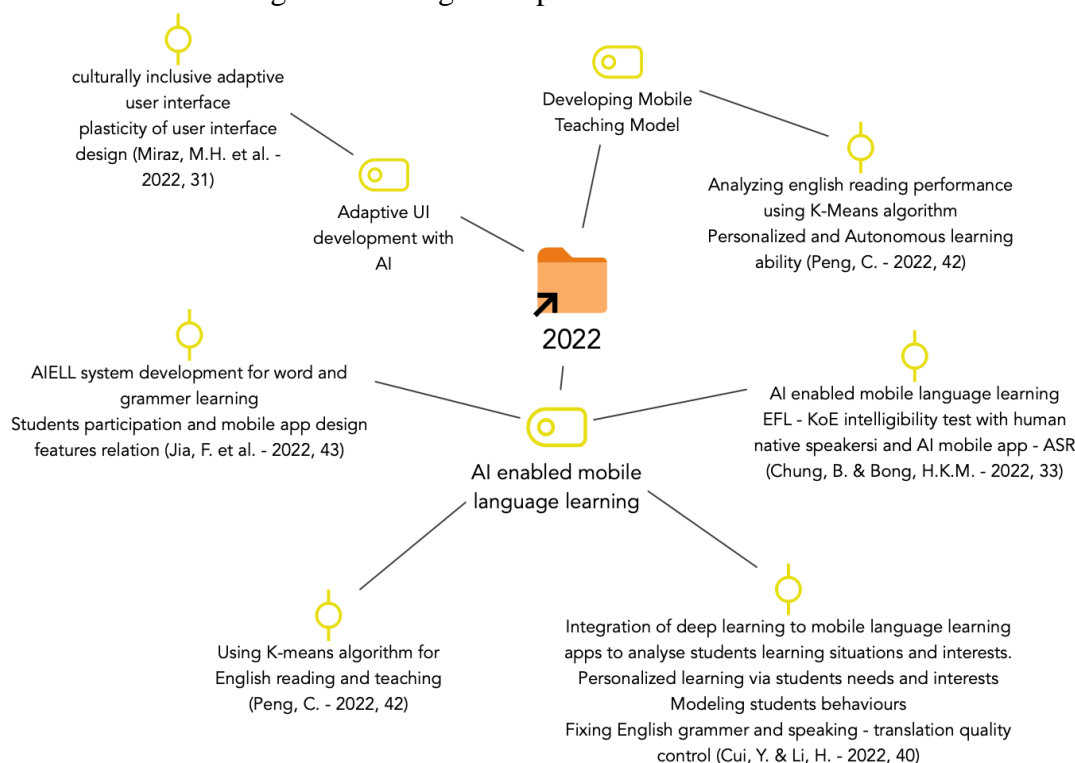 culturally inclusive adaptive
user interface
plasticity of user interface
design (Miraz, M.H. et al. -
2022, 31)
Developing Mobile
Teaching Model
Adaptive UI
development with
AI
Analyzing english reading performance
using K-Means algorithm
Personalized and Autonomous learning
ability (Peng, C. - 2022, 42)
2022
AIELL system development for word and
grammer learning
Students participation and mobile app design
features relation (Jia, F. et al. - 2022, 43)
AI enabled mobile language learning
EFL - KoE intelligibility test with human
native speakersi and AI mobile app - ASR
(Chung, B. & Bong, H.K.M. - 2022, 33)
AI enabled mobile
language learning
Using K-means algorithm for
English reading and teaching
(Peng, C. - 2022, 42)
Integration of deep learning to mobile language learning
apps to analyse students learning situations and interests.
Personalized learning via students needs and interests
Modeling students behaviours
Fixing English grammer and speaking - translation quality
control (Cui, Y. & Li, H. - 2022, 40)